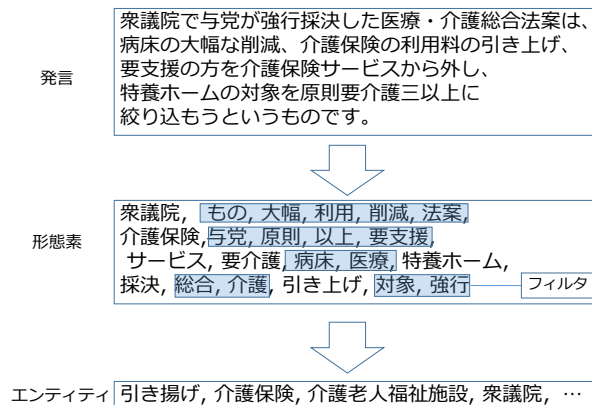 発言
衆議院で与党が強行採決した医療・介護総合法案は、
病床の大幅な削減、介護保険の利用料の引き上げ、
要支援の方を介護保険サービスから外し、
特養ホームの対象を原則要介護三以上に
絞り込もうというものです。
形態素
衆議院, もの, 大幅, 利用, 削減, 法案,
介護保険,与党, 原則, 以上, 要支援,
サービス, 要介護, 病床, 医療, 特養ホーム,
採決, 総合, 介護, 引き上げ, 対象, 強行
フィルタ
エンティティ
引き揚げ, 介護保険, 介護老人福祉施設, 衆議院, …